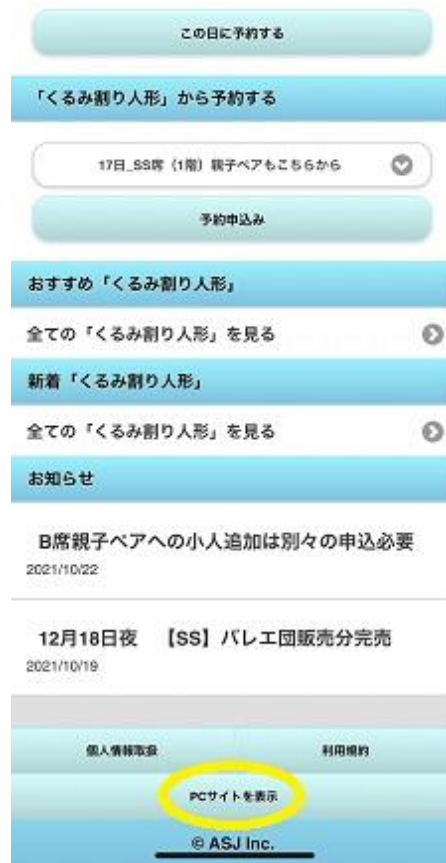 この日に予約する
「くるみ割り人形」から予約する
17日_SS席（1階）親子ペアもこちらから
予約申込み
おすすめ「くるみ割り人形」
全ての「くるみ割り人形」を見る
新着「くるみ割り人形」
全ての「くるみ割り人形」を見る
お知らせ
B席親子ペアへの小人追加は別々の申込必要
2021/10/22
12月18日夜　【SS】バレエ団販売分完売
2021/10/19
個人情報取扱
利用規約
PCサイトを表示
© ASJ Inc.